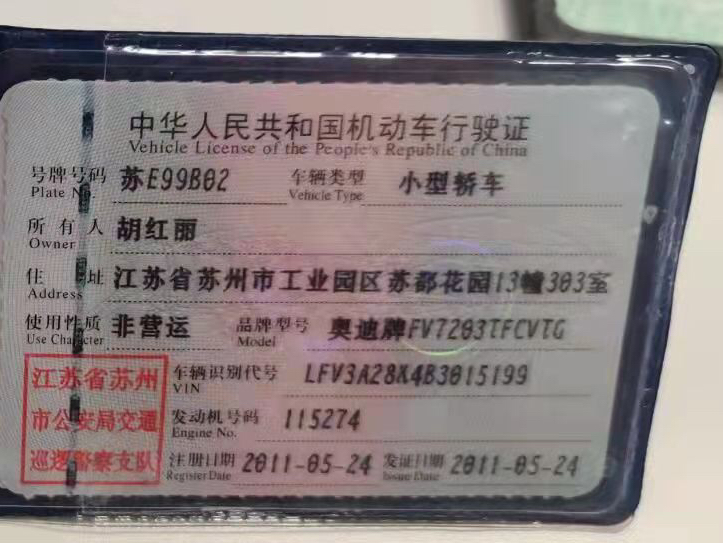 中华人民共和国机动车行驶证
Vehicle License of the People's Republic of China
号牌号码 苏E99B02 车辆类型 小型轿车
Plate No. Vehicle Type
所有人 胡红丽
Owner
住址 江苏省苏州市工业园区苏都花园13幢303室
Address
使用性质 非营运 品牌型号 奥迪牌FV7203TFCVTG
Use Character Model
江苏省苏州 车辆识别代号 LFV3A28K4B3015199
VIN
市公安局交通 发动机号码 115274
Engine No.
巡逻警察支队 注册日期 2011-05-24 发证日期 2011-05-24
Register Date Issue Date